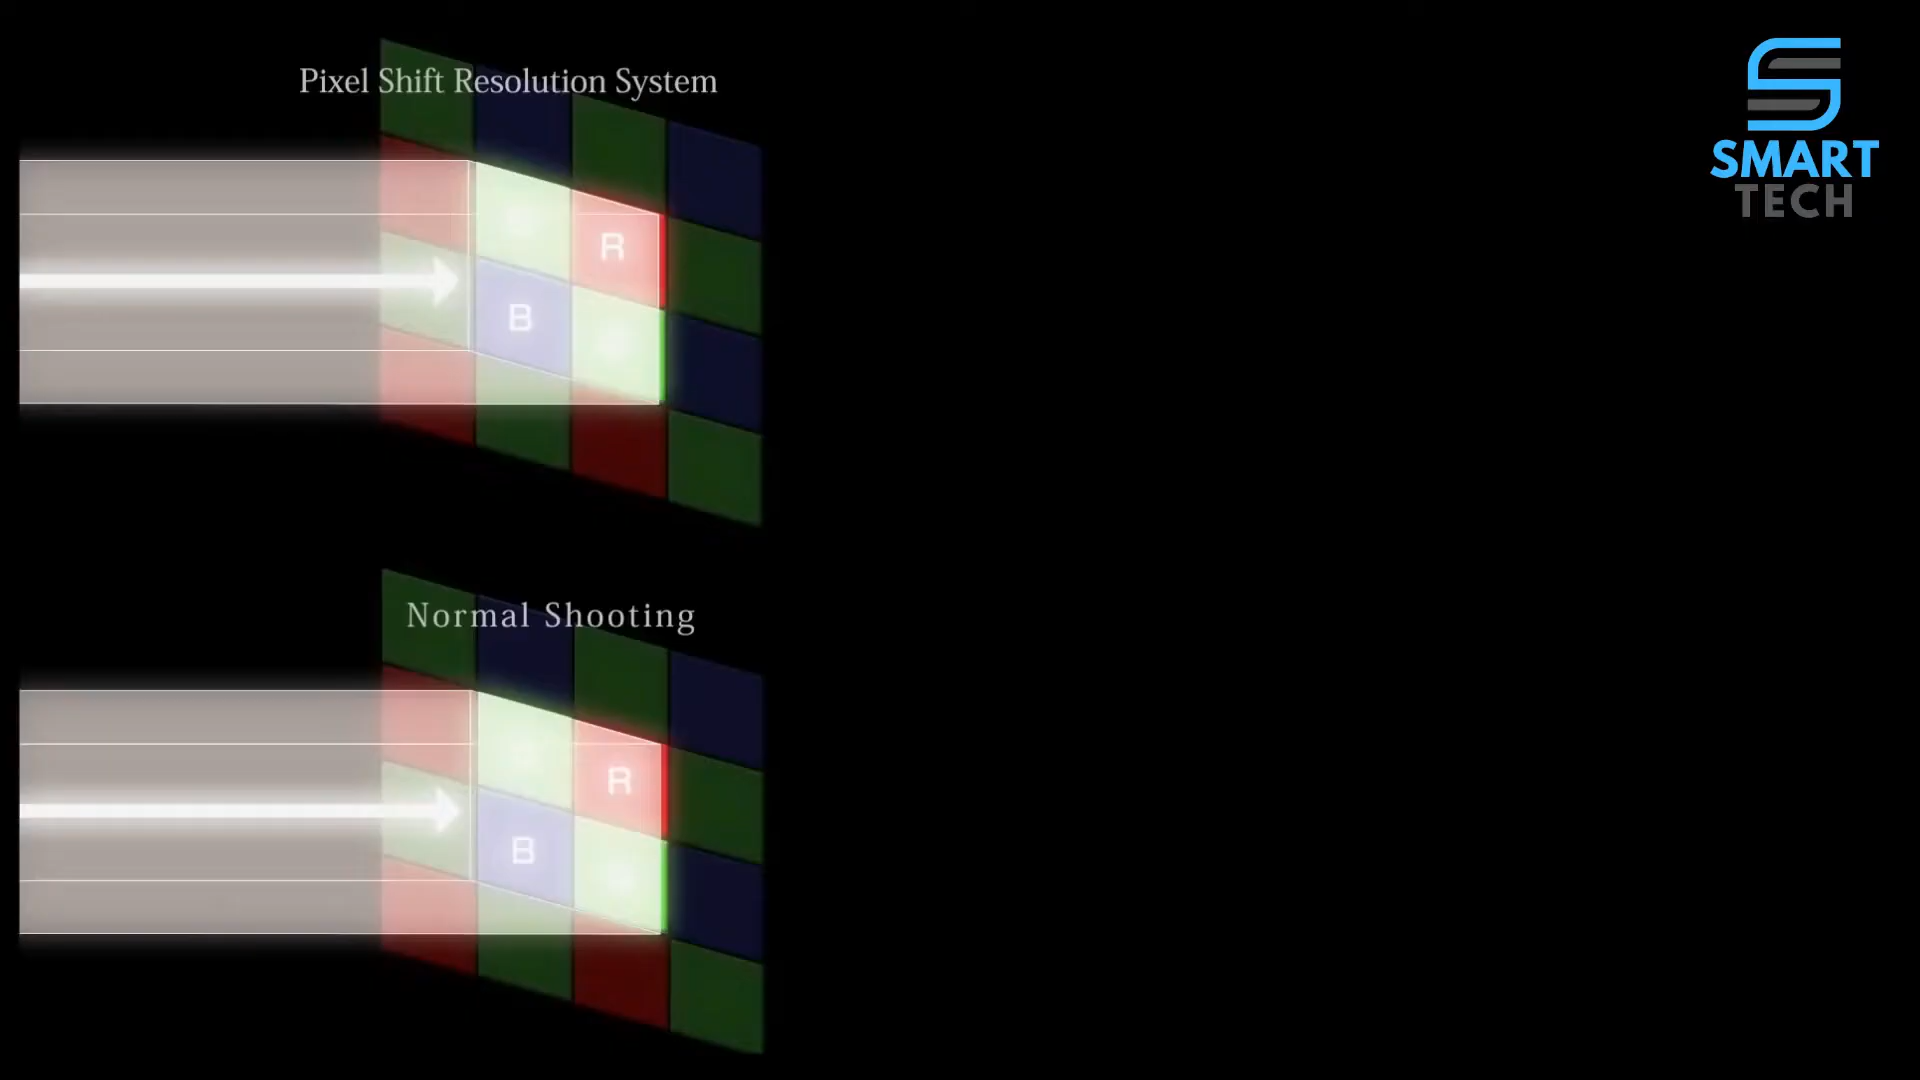 Pixel Shift Resolution System
SMART
TECH
R
B
Normal Shooting
R
B